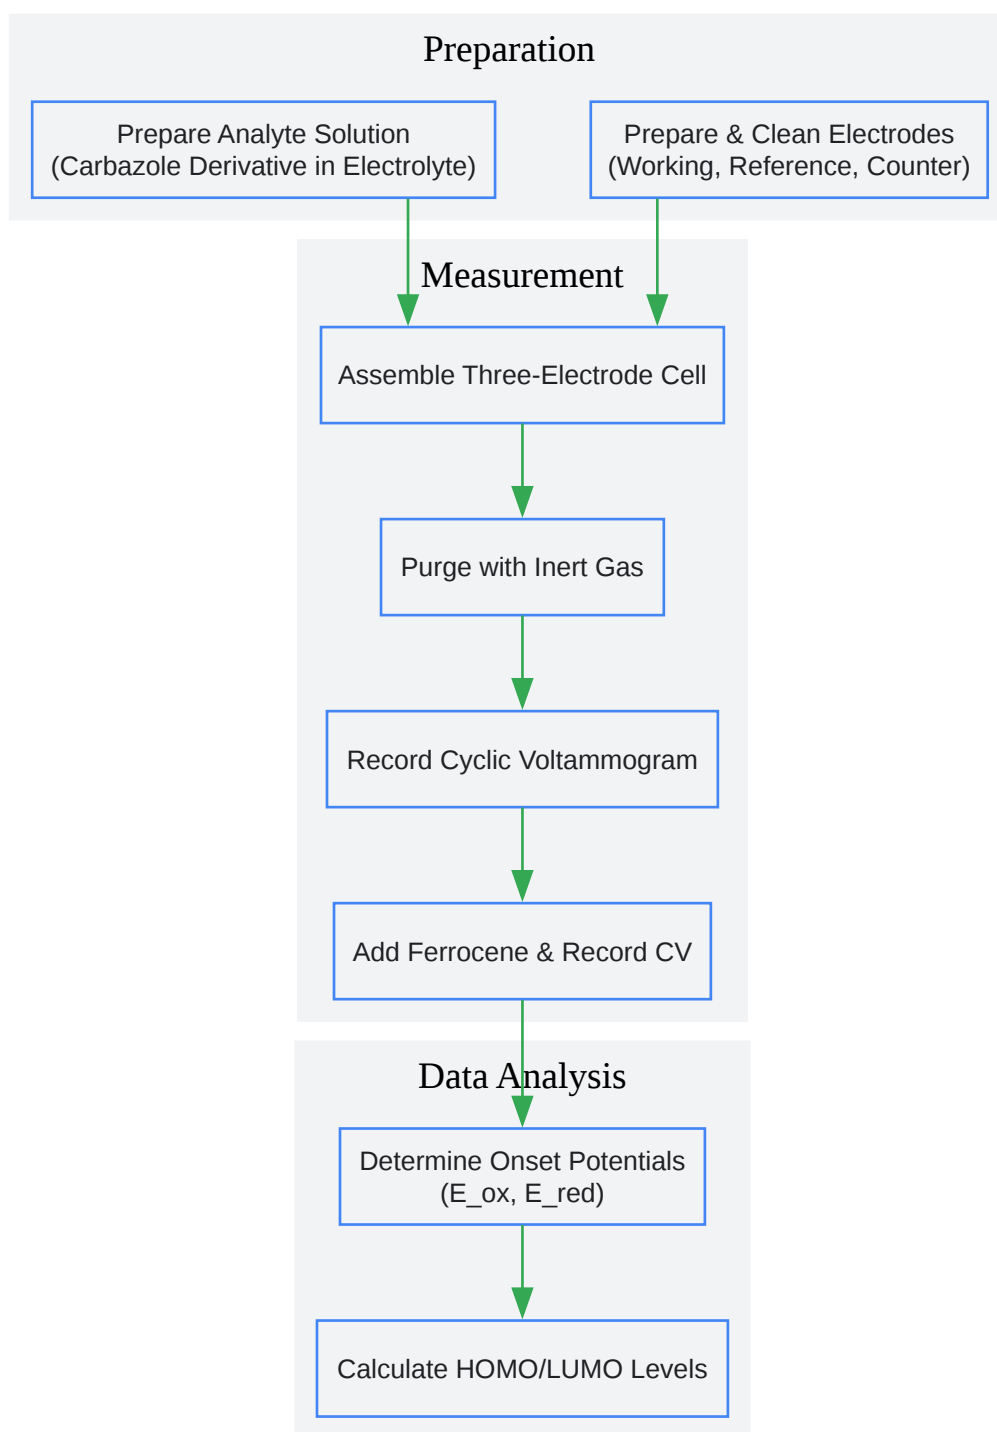 Preparation
Prepare Analyte Solution
(Carbazole Derivative in Electrolyte)
Prepare & Clean Electrodes
(Working, Reference, Counter)
Measurement
Assemble Three-Electrode Cell
Purge with Inert Gas
Record Cyclic Voltammogram
Add Ferrocene & Record CV
Data Analysis
Determine Onset Potentials
(E_ox, E_red)
Calculate HOMO/LUMO Levels